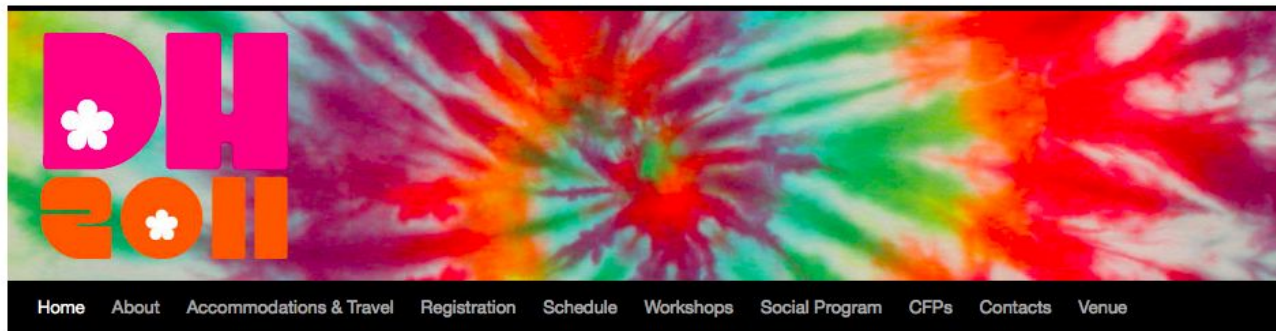 DH
2011
Home About Accommodations & Travel Registration Schedule Workshops Social Program CFPs Contacts Venue